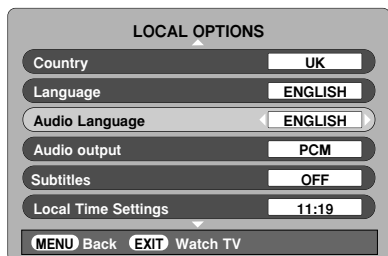 LOCAL OPTIONS
Country UK
Language ENGLISH
Audio Language ENGLISH
Audio output PCM
Subtitles OFF
Local Time Settings 11:19
MENU Back EXIT Watch TV